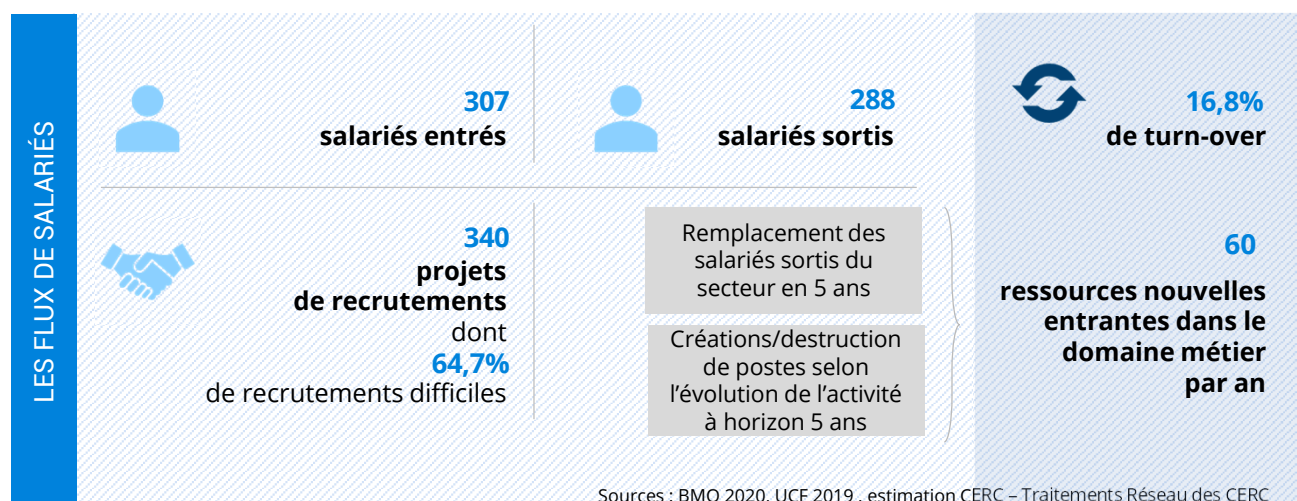 LES FLUX DE SALARIÉS
307
salariés entrés
288
salariés sortis
16,8%
de turn-over
340
projets
de recrutements
dont
64,7%
de recrutements difficiles
Remplacement des
salariés sortis du
secteur en 5 ans
Créations/destruction
de postes selon
l’évolution de l’activité
à horizon 5 ans
60
ressources nouvelles
entrantes dans le
domaine métier
par an
Sources : BMO 2020, UCF 2019 , estimation CERC – Traitements Réseau des CERC